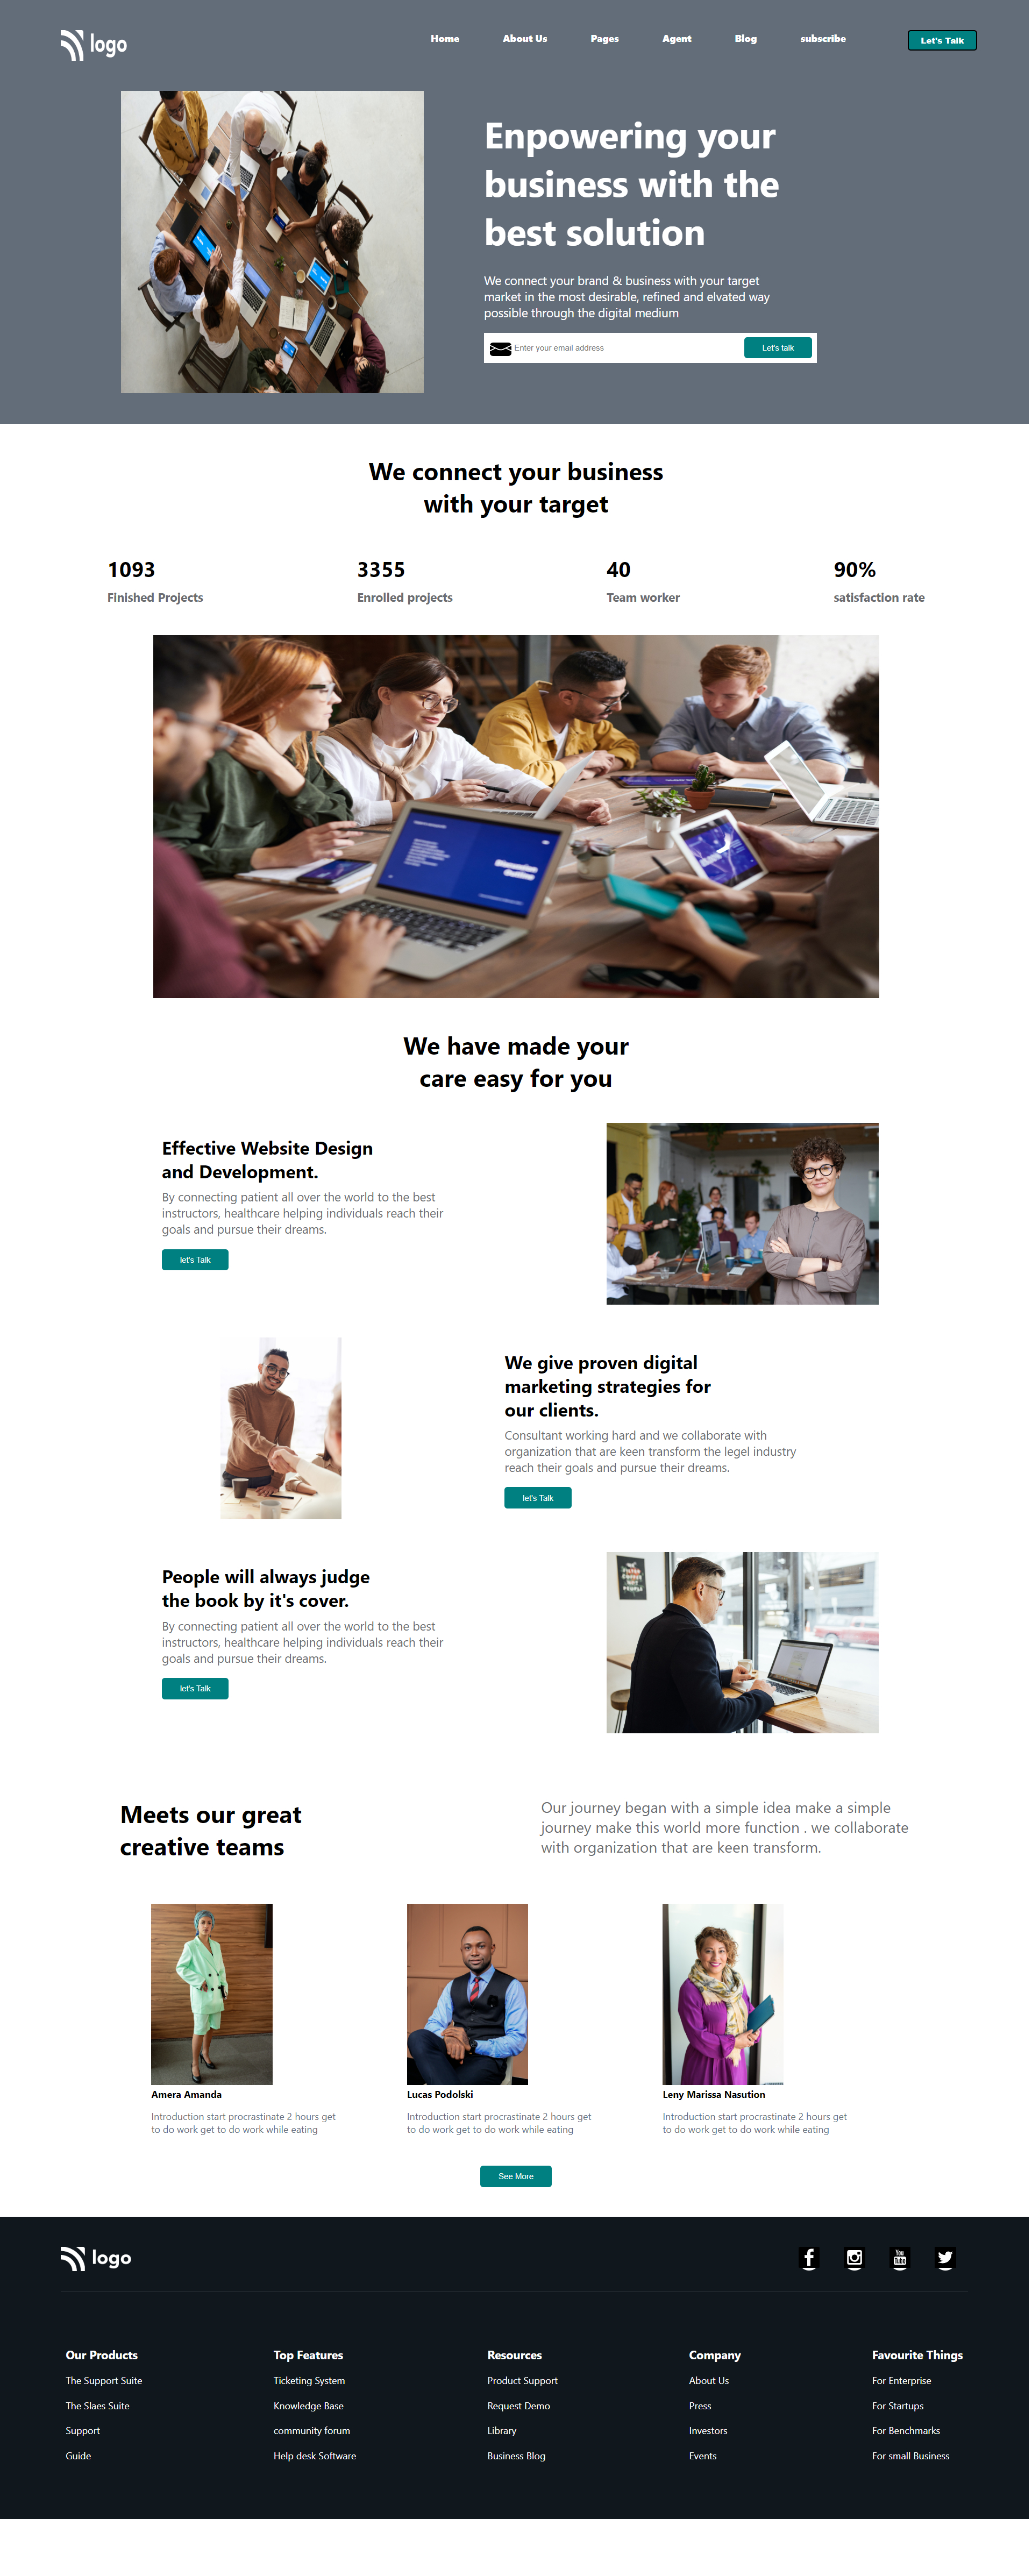 logo
Home About Us Pages Agent Blog subscribe Let's Talk
Enpowering your
business with the
best solution
We connect your brand & business with your target
market in the most desirable, refined and elvated way
possible through the digital medium
Enter your email address Let's talk
We connect your business
with your target
1093 3355 40 90%
Finished Projects Enrolled projects Team worker satisfaction rate
We have made your
care easy for you
Effective Website Design
and Development.
By connecting patient all over the world to the best
instructors, healthcare helping individuals reach their
goals and pursue their dreams.
let's Talk
We give proven digital
marketing strategies for
our clients.
Consultant working hard and we collaborate with
organization that are keen transform the legel industry
reach their goals and pursue their dreams.
let's Talk
People will always judge
the book by it's cover.
By connecting patient all over the world to the best
instructors, healthcare helping individuals reach their
goals and pursue their dreams.
let's Talk
Meets our great
creative teams
Our journey began with a simple idea make a simple
journey make this world more function . we collaborate
with organization that are keen transform.
Amera Amanda
Introduction start procrastinate 2 hours get
to do work get to do work while eating
Lucas Podolski
Introduction start procrastinate 2 hours get
to do work get to do work while eating
Leny Marissa Nasution
Introduction start procrastinate 2 hours get
to do work get to do work while eating
See More
logo
You
Tube
Our Products Top Features Resources Company Favourite Things
The Support Suite Ticketing System Product Support About Us For Enterprise
The Slaes Suite Knowledge Base Request Demo Press For Startups
Support community forum Library Investors For Benchmarks
Guide Help desk Software Business Blog Events For small Business